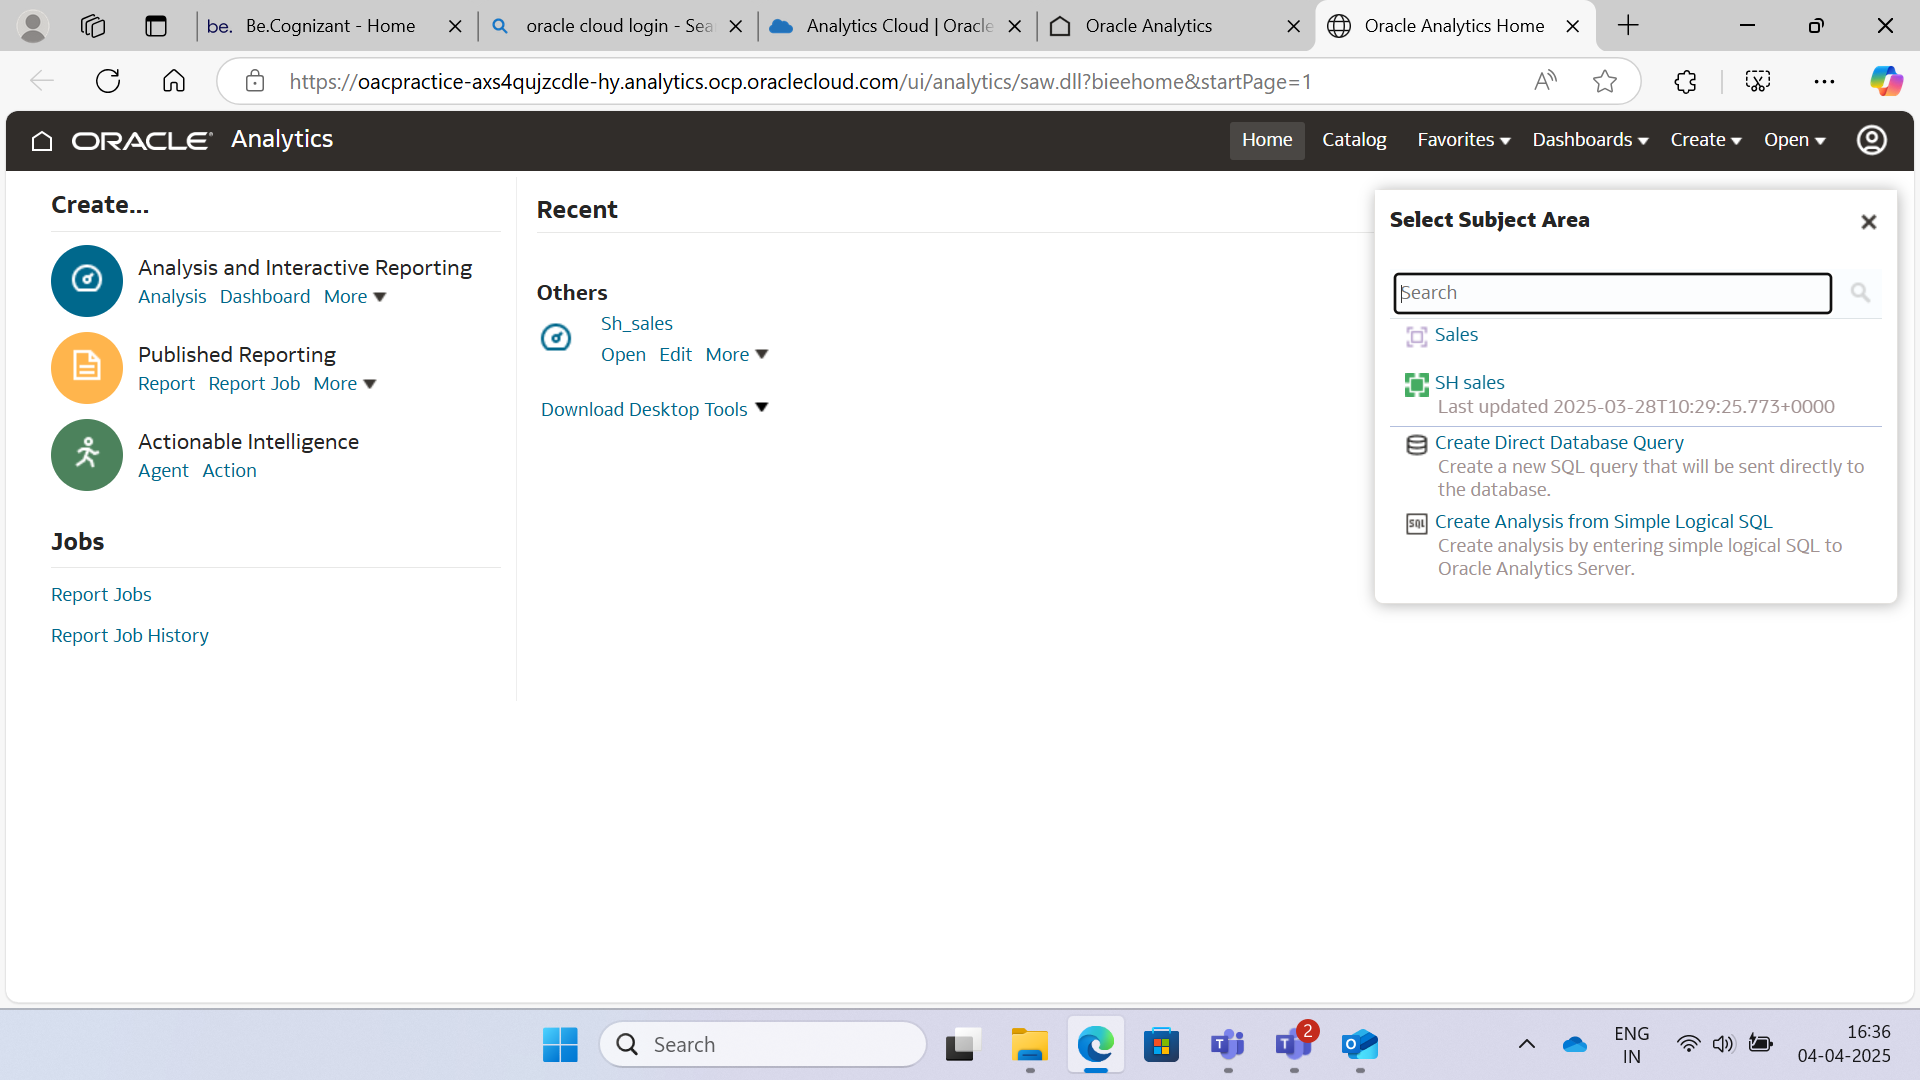 be. Be.Cognizant - Home
oracle cloud login - Sea
Analytics Cloud | Oracle
Oracle Analytics
Oracle Analytics Home
https://oacpractice-axs4qujzcdle-hy.analytics.ocp.oraclecloud.com/ui/analytics/saw.dll?bieehome&startPage=1
ORACLE Analytics
Home Catalog Favorites Dashboards Create Open
Create...
Analysis and Interactive Reporting
Analysis Dashboard More
Published Reporting
Report Report Job More
Actionable Intelligence
Agent Action
Jobs
Report Jobs
Report Job History
Recent
Others
Sh_sales
Open Edit More
Download Desktop Tools
Select Subject Area
Search
Sales
SH sales
Last updated 2025-03-28T10:29:25.773+0000
Create Direct Database Query
Create a new SQL query that will be sent directly to
the database.
SQL Create Analysis from Simple Logical SQL
Create analysis by entering simple logical SQL to
Oracle Analytics Server.
Search
2
ENG
IN
16:36
04-04-2025